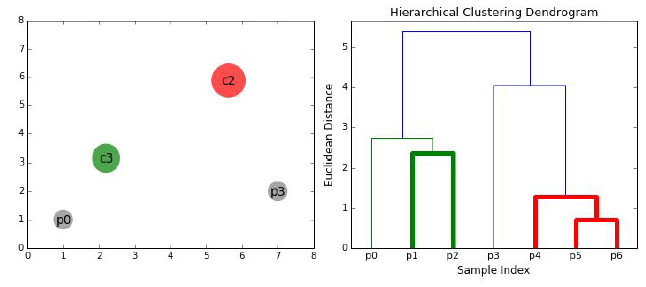 Hierarchical Clustering Dendrogram
8
7
6
5
4
3
2
1
0
c2
c3
p3
p0
0 1 2 3 4 5 6 7 8
Euclidean Distance
5
4
3
2
1
0
p0 p1 p2 p3 p4 p5 p6
Sample Index